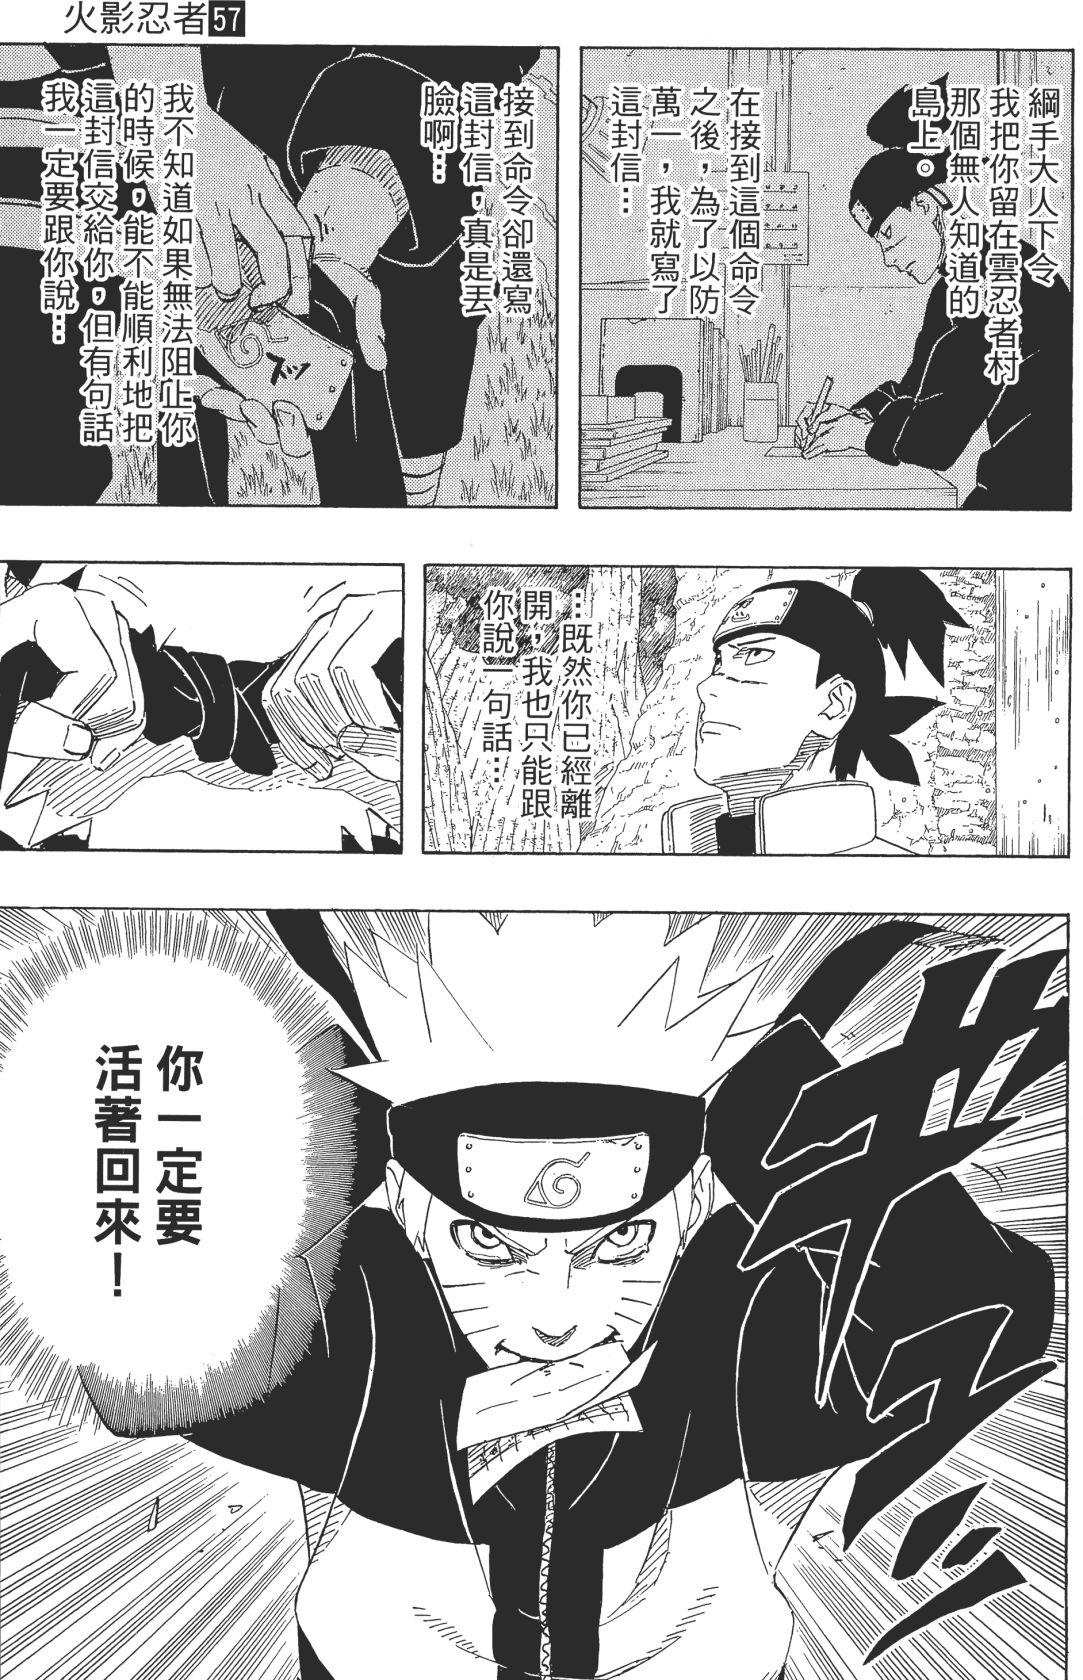 火影忍者57
綱手大人下令
我把你留在雲忍者村
那個無人知道的
島上。
在接到這個命令
之後，為了以防
萬一，我就寫了
這封信…
接到命令卻還寫
這封信，真是丟
臉啊…
我不知道如果無法阻止你
的時候，能不能順利地把
這封信交給你，但有句話
我一定要跟你說…
ズッ
…既然你已經離
開，我也只能跟
你說一句話…
你一定要
活著回來！